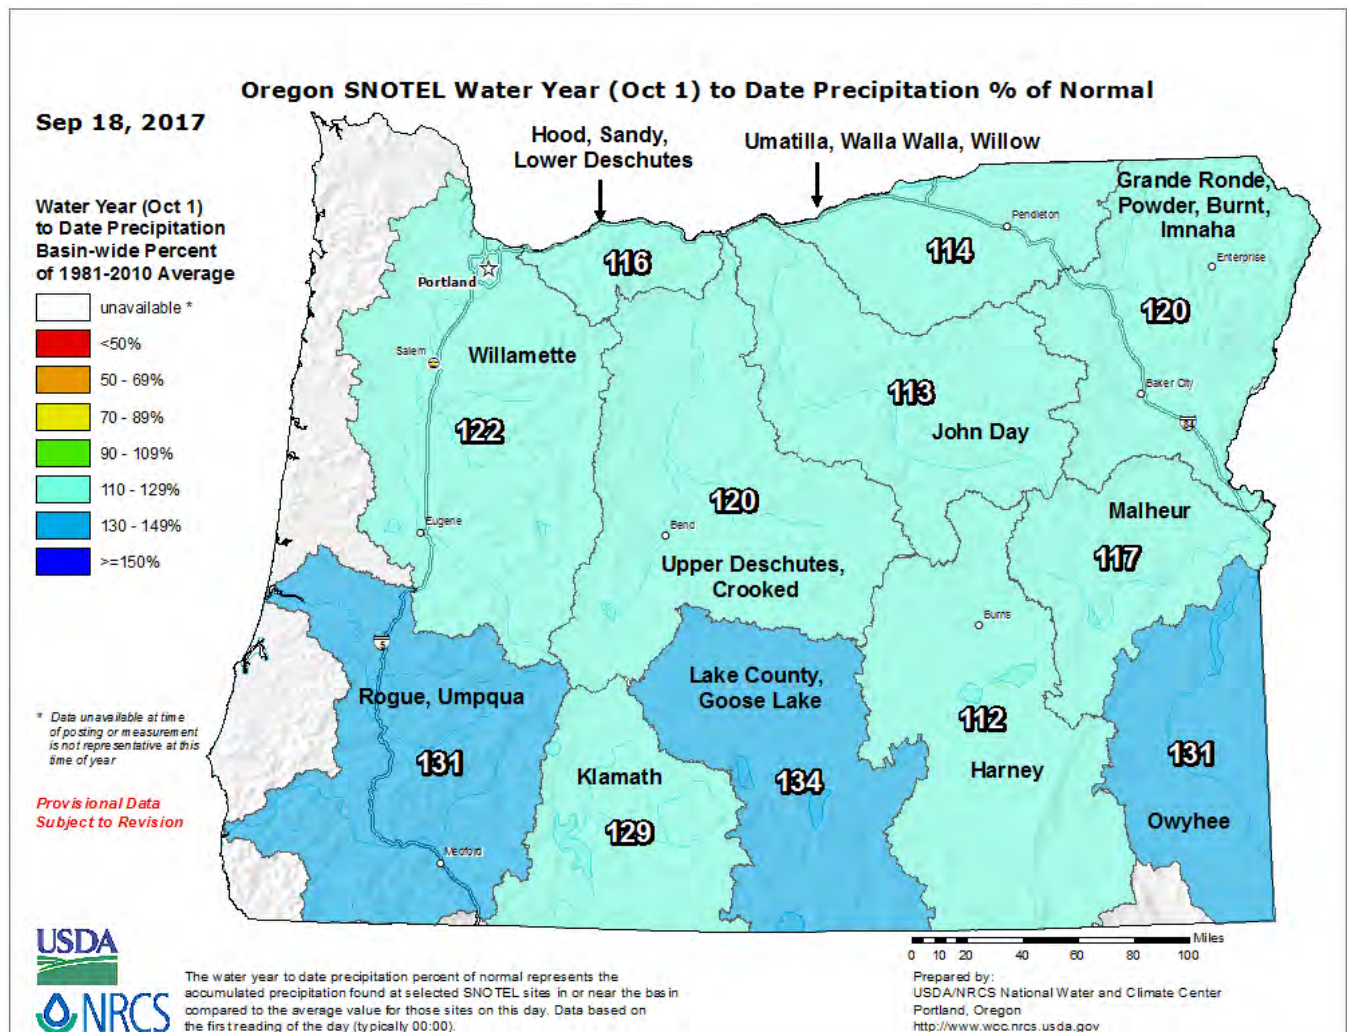 Oregon SNOTEL Water Year (Oct 1) to Date Precipitation % of Normal
Sep 18, 2017
Hood, Sandy,
Lower Deschutes
Umatilla, Walla Walla, Willow
Grande Ronde,
Powder, Burnt,
Imnaha
Water Year (Oct 1)
to Date Precipitation
Basin-wide Percent
of 1981-2010 Average
unavailable *
<50%
50 - 69%
70 - 89%
90 - 109%
110 - 129%
130 - 149%
>=150%
Pendleton
Enterprise
116
114
120
Portland
Salem
Willamette
122
113
John Day
Baker City
84
Eugene
120
Bend
Upper Deschutes,
Crooked
Malheur
117
Burns
5
Rogue, Umpqua
131
Lake County,
Goose Lake
134
112
Harney
131
Owyhee
Klamath
129
Medford
* Data unavailable at time
of posting or measurement
is not representative at this
time of year
Provisional Data
Subject to Revision
USDA
NRCS
The water year to date precipitation percent of normal represents the
accumulated precipitation found at selected SNOTEL sites in or near the basin
compared to the average value for those sites on this day. Data based on
the first reading of the day (typically 00:00).
Miles
0 10 20 40 60 80 100
Prepared by:
USDA/NRCS National Water and Climate Center
Portland, Oregon
http://www.wcc.nrcs.usda.gov